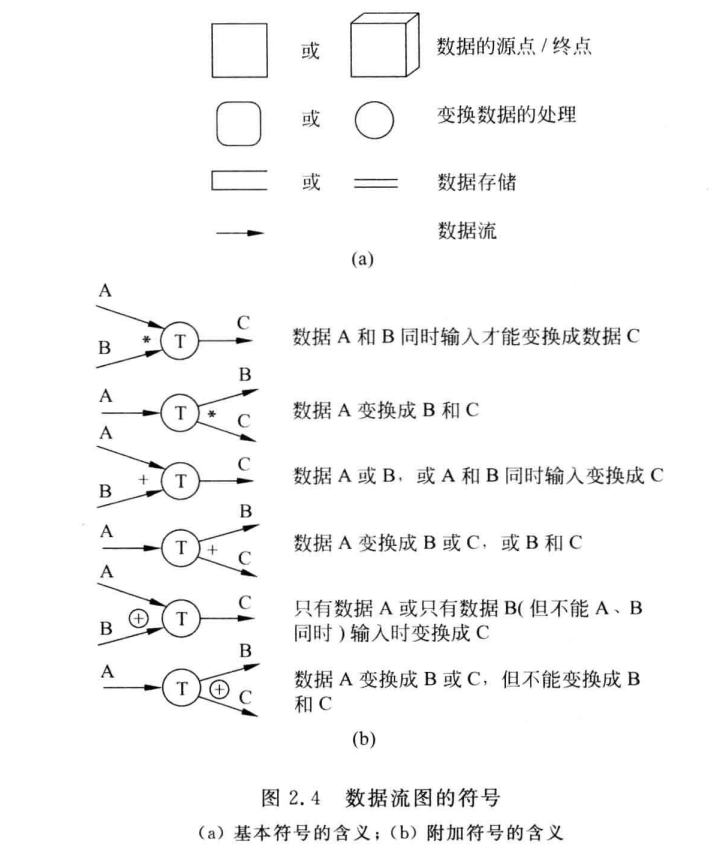 或 数据的源点/终点
或 变换数据的处理
或 数据存储
数据流
(a)
A
B * T C 数据 A 和 B 同时输入才能变换成数据 C
A T * B C 数据 A 变换成 B 和 C
A
B + T C 数据 A 或 B，或 A 和 B 同时输入变换成 C
A T + B C 数据 A 变换成 B 或 C，或 B 和 C
A
B ⊕ T C 只有数据 A 或只有数据 B(但不能 A、B
同时)输入时变换成 C
A T ⊕ B C 数据 A 变换成 B 或 C，但不能变换成 B
和 C
(b)
图 2.4 数据流图的符号
(a) 基本符号的含义；(b) 附加符号的含义